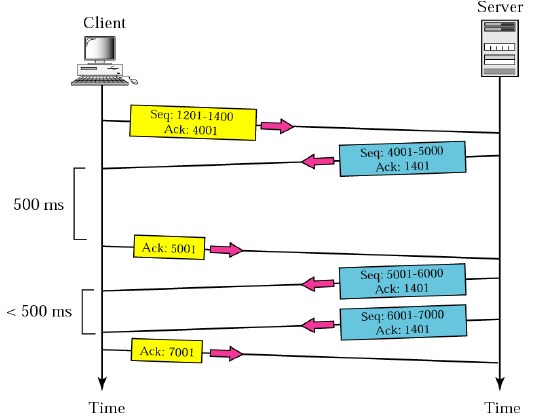 Client
Server
Seq: 1201-1400
Ack: 4001
Seq: 4001-5000
Ack: 1401
500 ms
Ack: 5001
Seq: 5001-6000
Ack: 1401
< 500 ms
Seq: 6001-7000
Ack: 1401
Ack: 7001
Time
Time